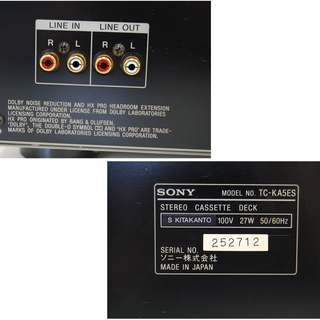 LINE IN LINE OUT
R L R L
DOLBY NOISE REDUCTION AND HX PRO HEADROOM EXTENSION
MANUFACTURED UNDER LICENSE FROM DOLBY LABORATORIES
LICENSING CORPORATION.
HX PRO ORIGINATED BY BANG & OLUFSEN.
"DOLBY", THE DOUBLE-D SYMBOL AND "HX PRO" ARE TRADE-
MARKS OF DOLBY LABORATORIES LICENSING CORPORATION.
SONY MODEL NO. TC-KA5ES
STEREO CASSETTE DECK
S KITAKANTO 100V 27W 50/60Hz
SERIAL NO. 252712
ソニー株式会社
MADE IN JAPAN